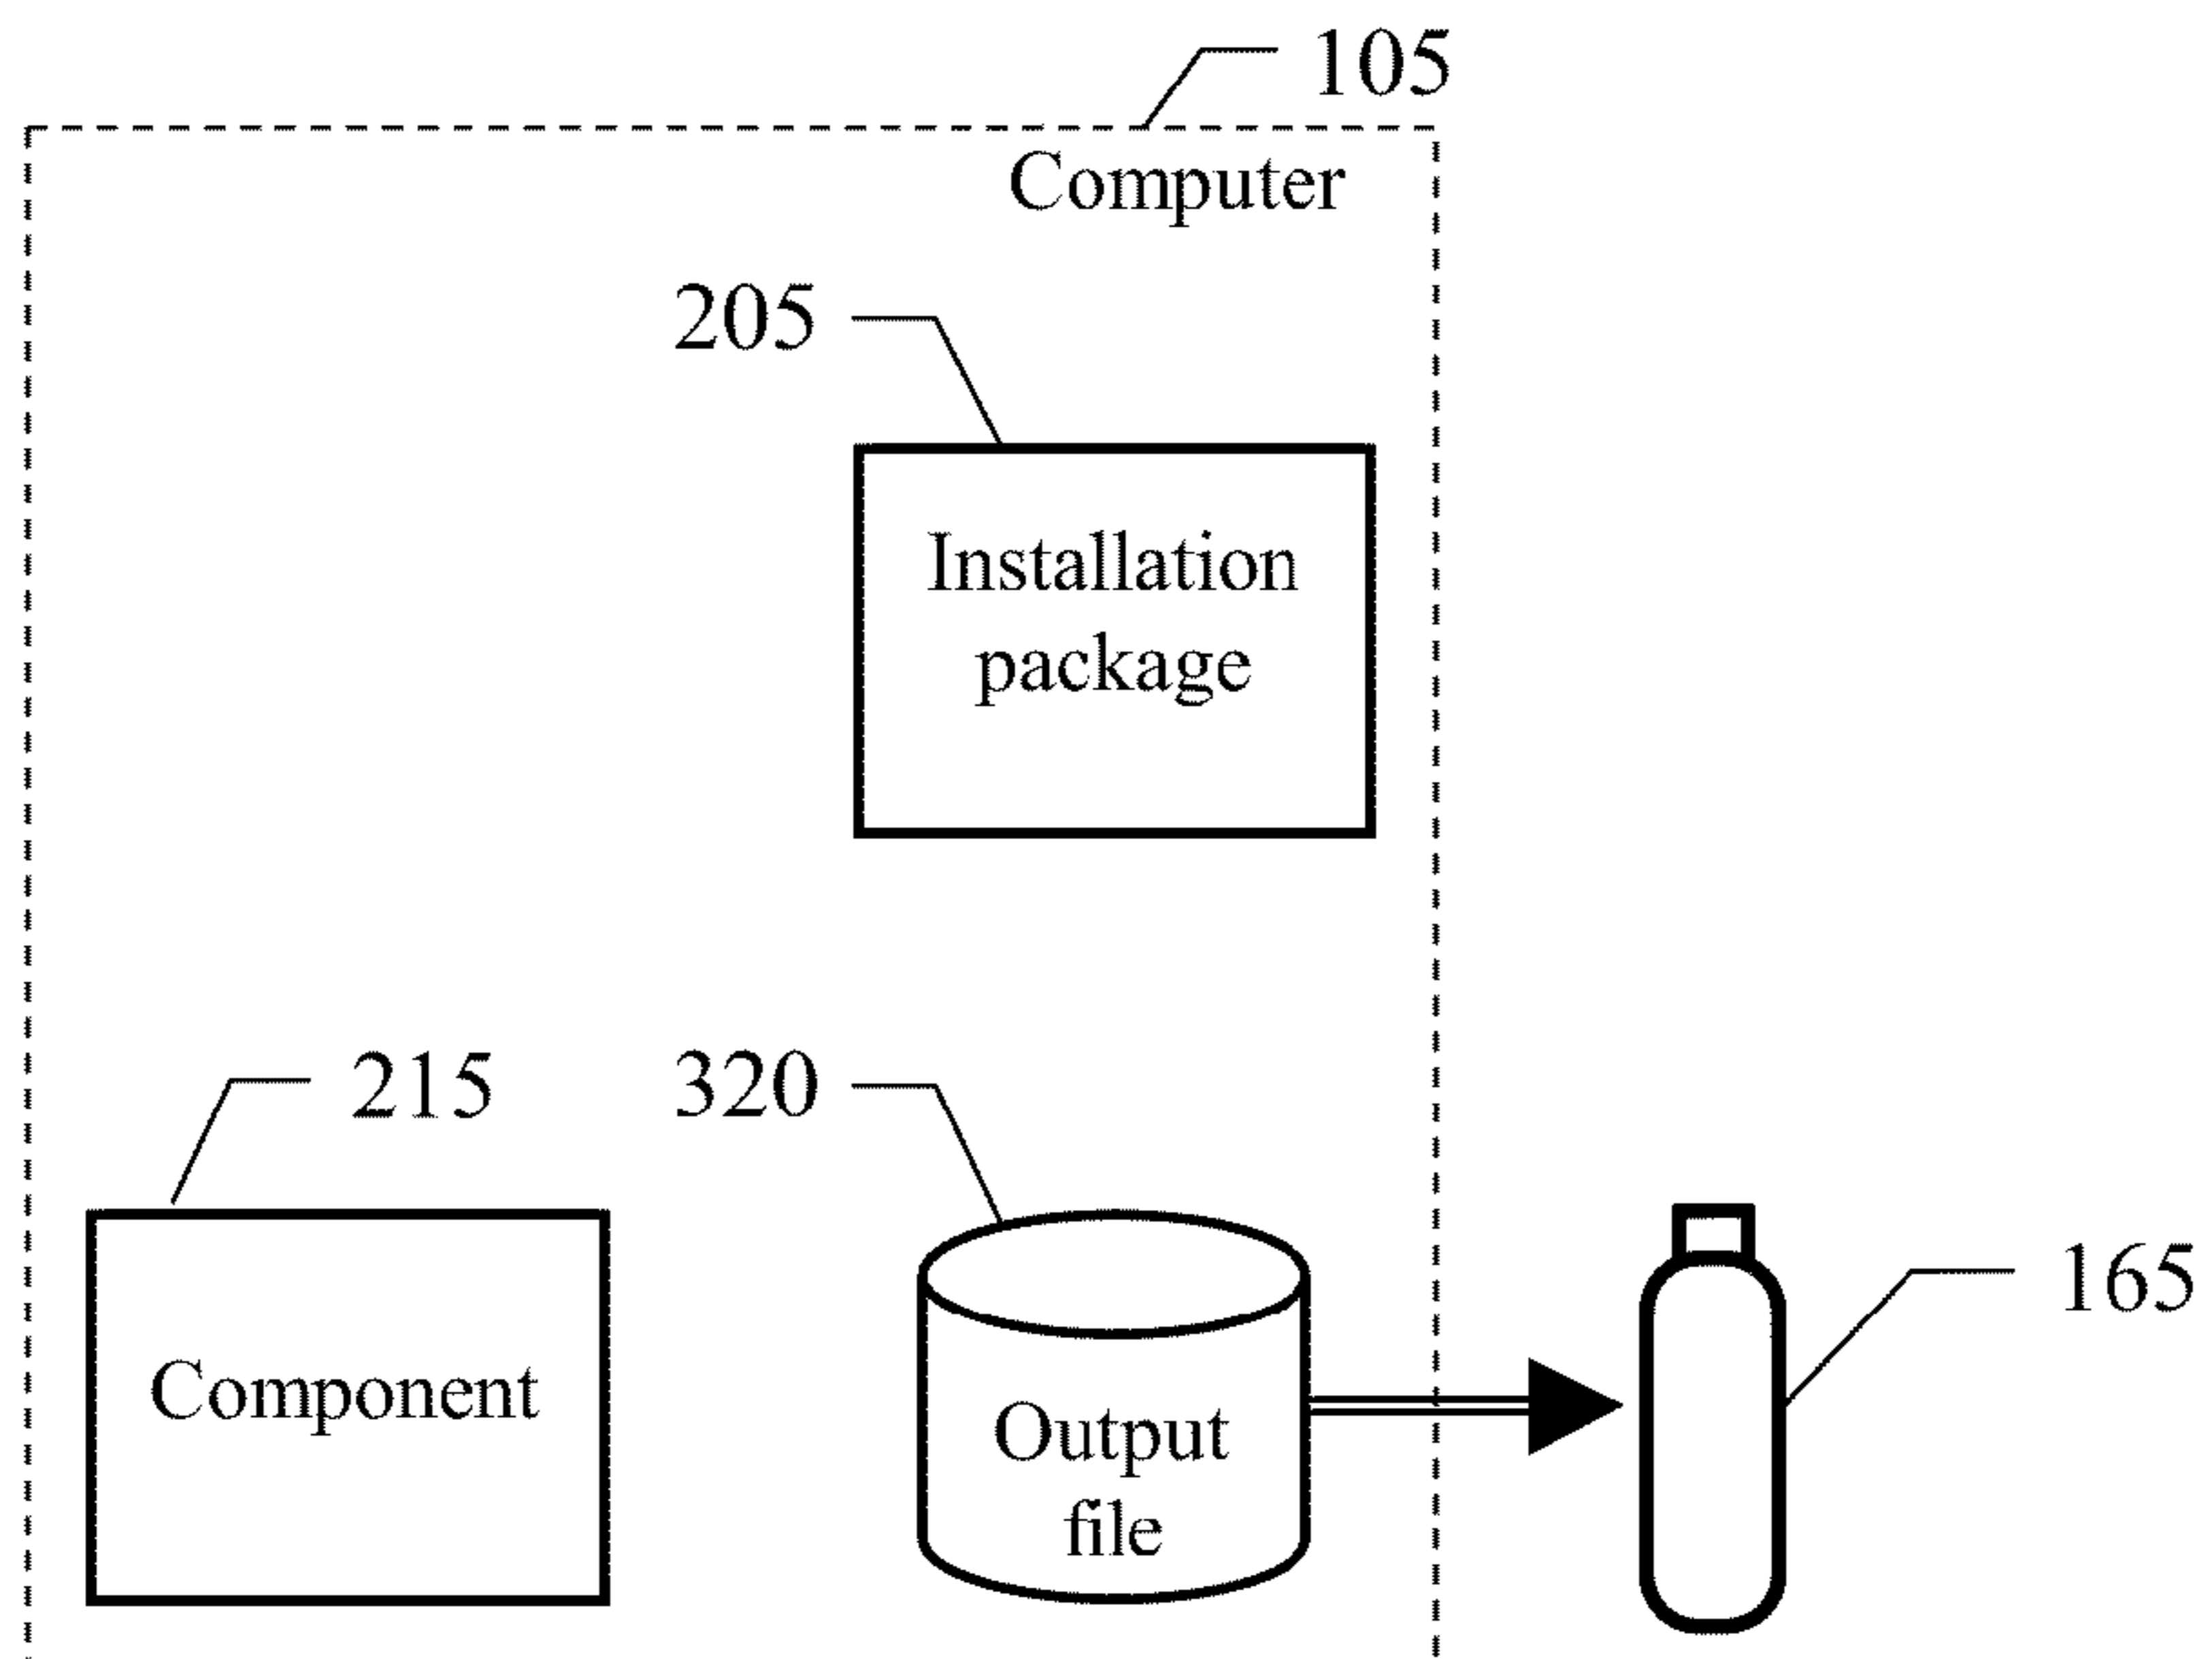 105
Computer
205
Installation
package
215
320
Component
Output
file
165